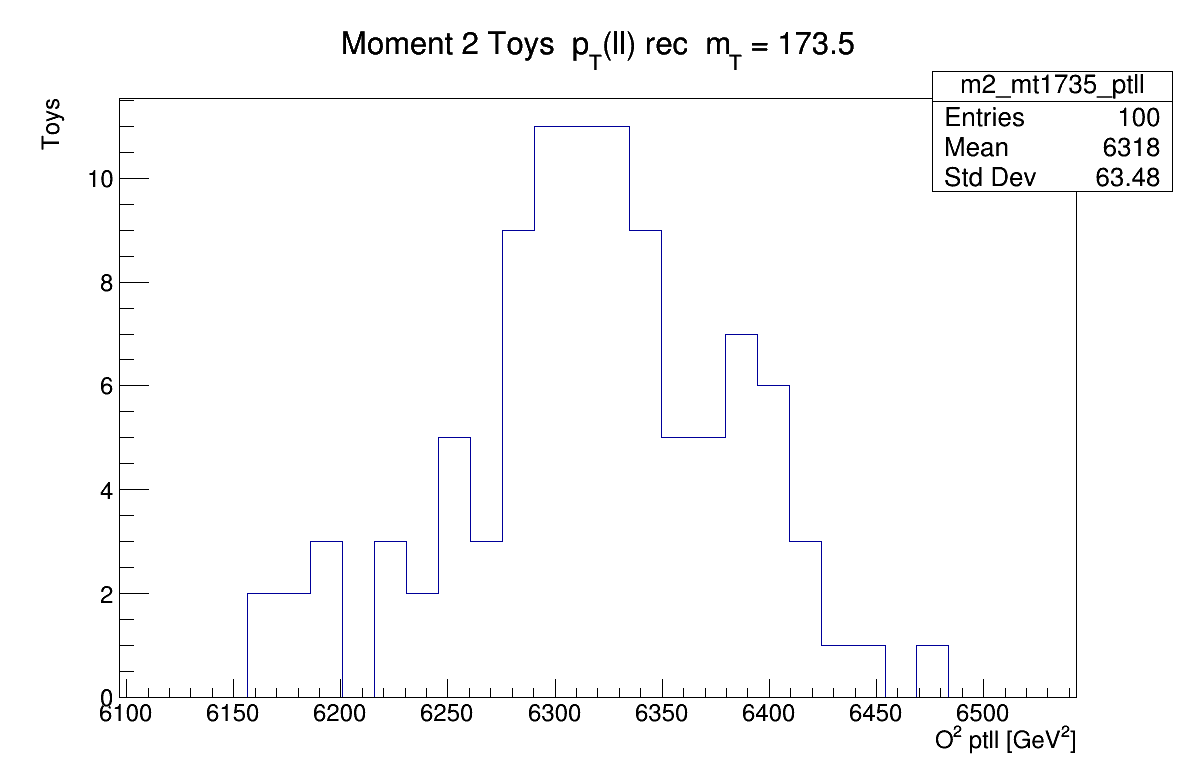 Moment 2 Toys p_T(ll) rec m_T = 173.5
m2_mt1735_ptll
Entries 100
Mean 6318
Std Dev 63.48
Toys
10
8
6
4
2
0
6100 6150 6200 6250 6300 6350 6400 6450 6500
O² ptll [GeV²]